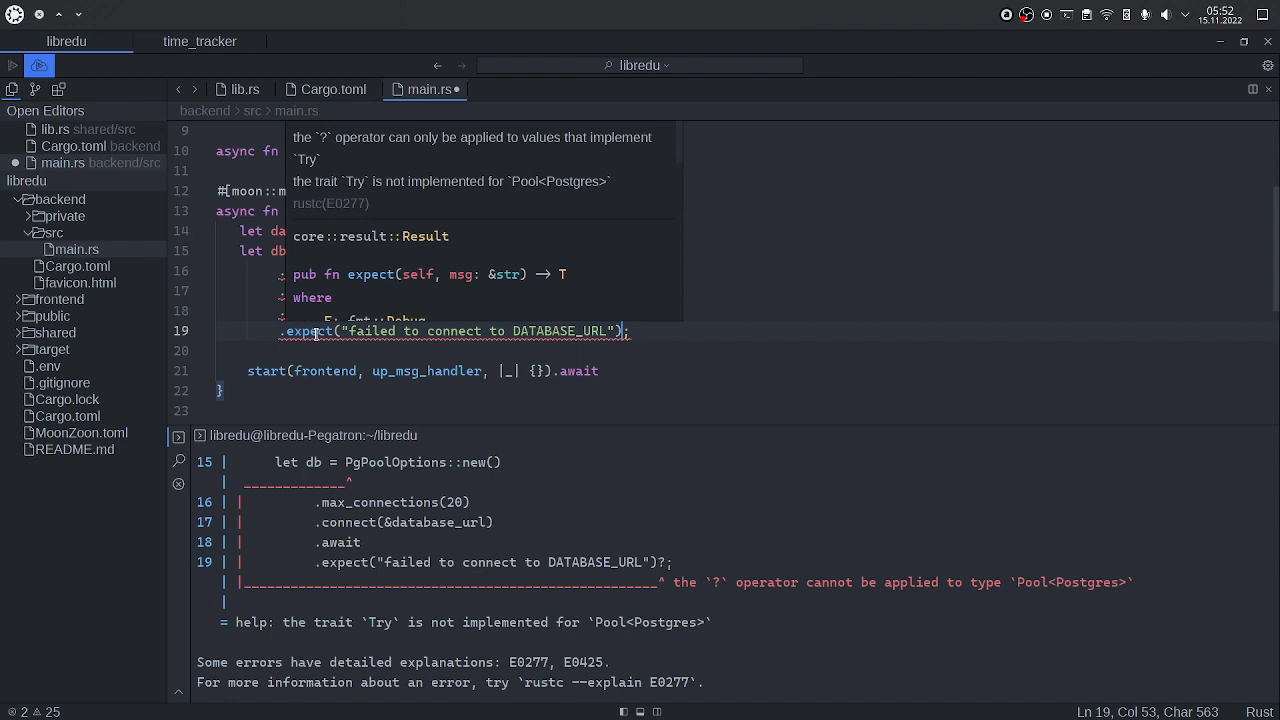 05:52
15.11.2022
libredu
time_tracker
libredu
lib.rs
Cargo.toml
main.rs
backend
src
main.rs
Open Editors
lib.rs shared/src
Cargo.toml backend
main.rs backend/src
libredu
backend
private
src
main.rs
Cargo.toml
favicon.html
frontend
public
shared
target
.env
.gitignore
Cargo.lock
Cargo.toml
MoonZoon.toml
README.md
9
10 async fn
11
12 #[moon::m
13 async fn
14 let da
15 let db
16 .
17 .
18 .
19 .expect("failed to connect to DATABASE_URL");
20
21 start(frontend, up_msg_handler, |_| {}).await
22 }
23
the `?` operator can only be applied to values that implement
`Try`
the trait `Try` is not implemented for `Pool<Postgres>`
rustc(E0277)
core::result::Result
pub fn expect(self, msg: &str) -> T
where
E: fmt::Debug
libredu@libredu-Pegatron:~/libredu
15 | let db = PgPoolOptions::new()
| _____________^
16 | | .max_connections(20)
17 | | .connect(&database_url)
18 | | .await
19 | | .expect("failed to connect to DATABASE_URL")?;
| |_____________________________________________________^ the `?` operator cannot be applied to type `Pool<Postgres>`
|
= help: the trait `Try` is not implemented for `Pool<Postgres>`
Some errors have detailed explanations: E0277, E0425.
For more information about an error, try `rustc --explain E0277`.
2 25
Ln 19, Col 53, Char 563
Rust